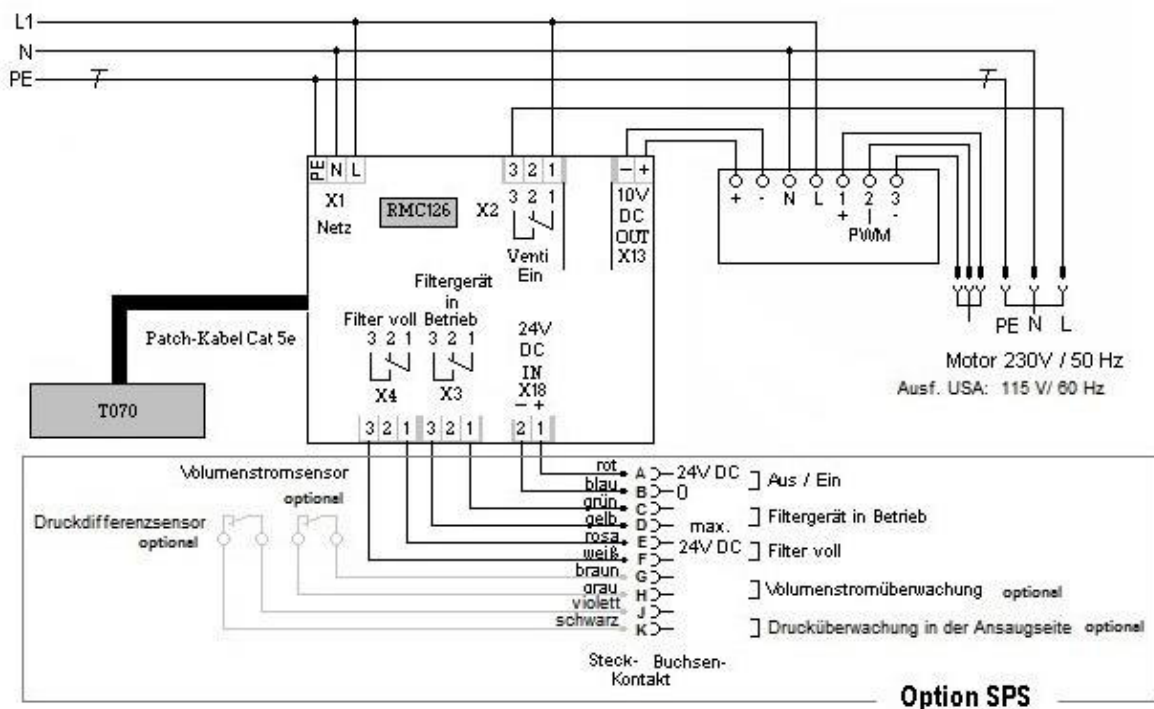 L1
N
PE
PE N L
3 2 1
– +
X1
Netz
RMC126
X2
3 2 1
Venti
Ein
10V
DC
OUT
X13
+ - N L 1 2 3
+ | -
PWM
PE N L
Motor 230V / 50 Hz
Ausf. USA: 115 V/ 60 Hz
Patch-Kabel Cat 5e
T070
Filtergerät
in
Filter voll Betrieb
3 2 1 3 2 1
X4 X3
24V
DC
IN
X18
– +
3 2 1 3 2 1 2 1
Volumenstromsensor
optional
Druckdifferenzsensor
optional
rot A 24V DC
blau B 0
Aus / Ein
grün C
gelb D max.
Filtergerät in Betrieb
rosa E 24V DC
weiß F
Filter voll
braun G
grau H
Volumenstromüberwachung optional
violett J
schwarz K
Drucküberwachung in der Ansaugseite optional
Steck- Buchsen-
Kontakt
Option SPS